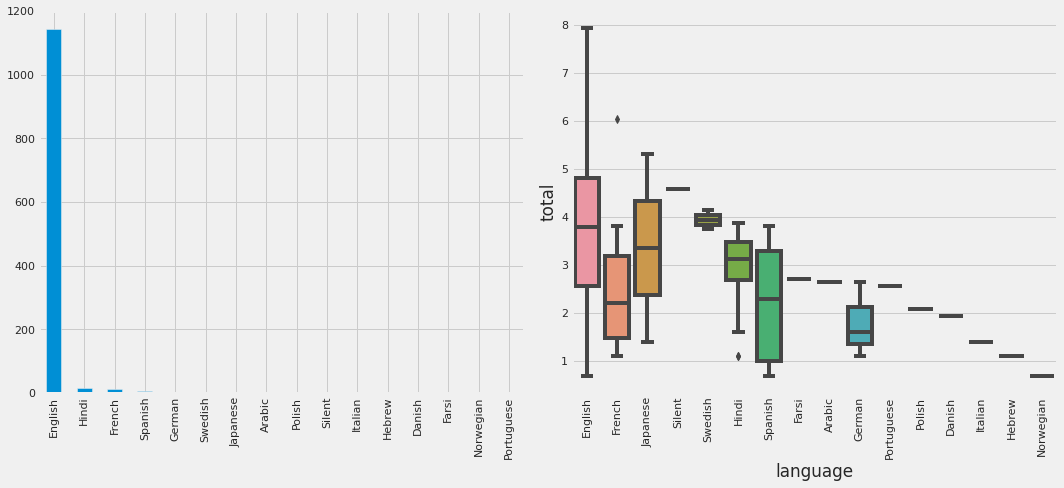 1200
1000
800
600
400
200
0
English
Hindi
French
Spanish
German
Swedish
Japanese
Arabic
Polish
Silent
Italian
Hebrew
Danish
Farsi
Norwegian
Portuguese
total
8
7
6
5
4
3
2
1
English
French
Japanese
Silent
Swedish
Hindi
Spanish
Farsi
Arabic
German
Portuguese
Polish
Danish
Italian
Hebrew
Norwegian
language